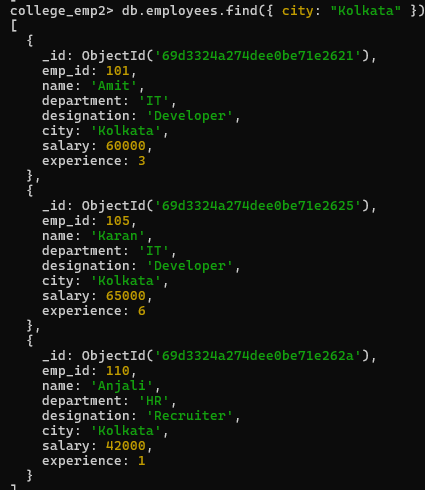 college_emp2> db.employees.find({ city: "Kolkata" })
[
  {
    _id: ObjectId('69d3324a274dee0be71e2621'),
    emp_id: 101,
    name: 'Amit',
    department: 'IT',
    designation: 'Developer',
    city: 'Kolkata',
    salary: 60000,
    experience: 3
  },
  {
    _id: ObjectId('69d3324a274dee0be71e2625'),
    emp_id: 105,
    name: 'Karan',
    department: 'IT',
    designation: 'Developer',
    city: 'Kolkata',
    salary: 65000,
    experience: 6
  },
  {
    _id: ObjectId('69d3324a274dee0be71e262a'),
    emp_id: 110,
    name: 'Anjali',
    department: 'HR',
    designation: 'Recruiter',
    city: 'Kolkata',
    salary: 42000,
    experience: 1
  }
]